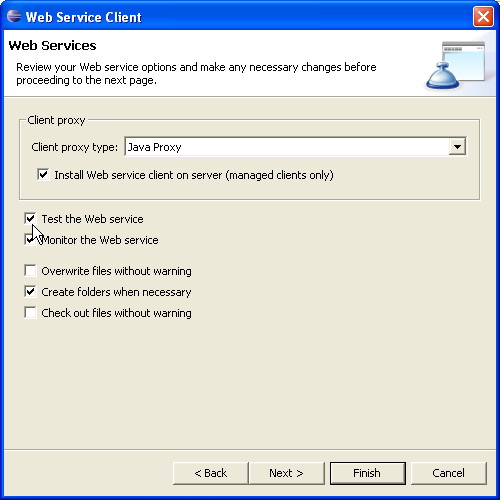 Web Service Client
Web Services
Review your Web service options and make any necessary changes before
proceeding to the next page.
Client proxy
Client proxy type: Java Proxy
Install Web service client on server (managed clients only)
Test the Web service
Monitor the Web service
Overwrite files without warning
Create folders when necessary
Check out files without warning
< Back Next > Finish Cancel